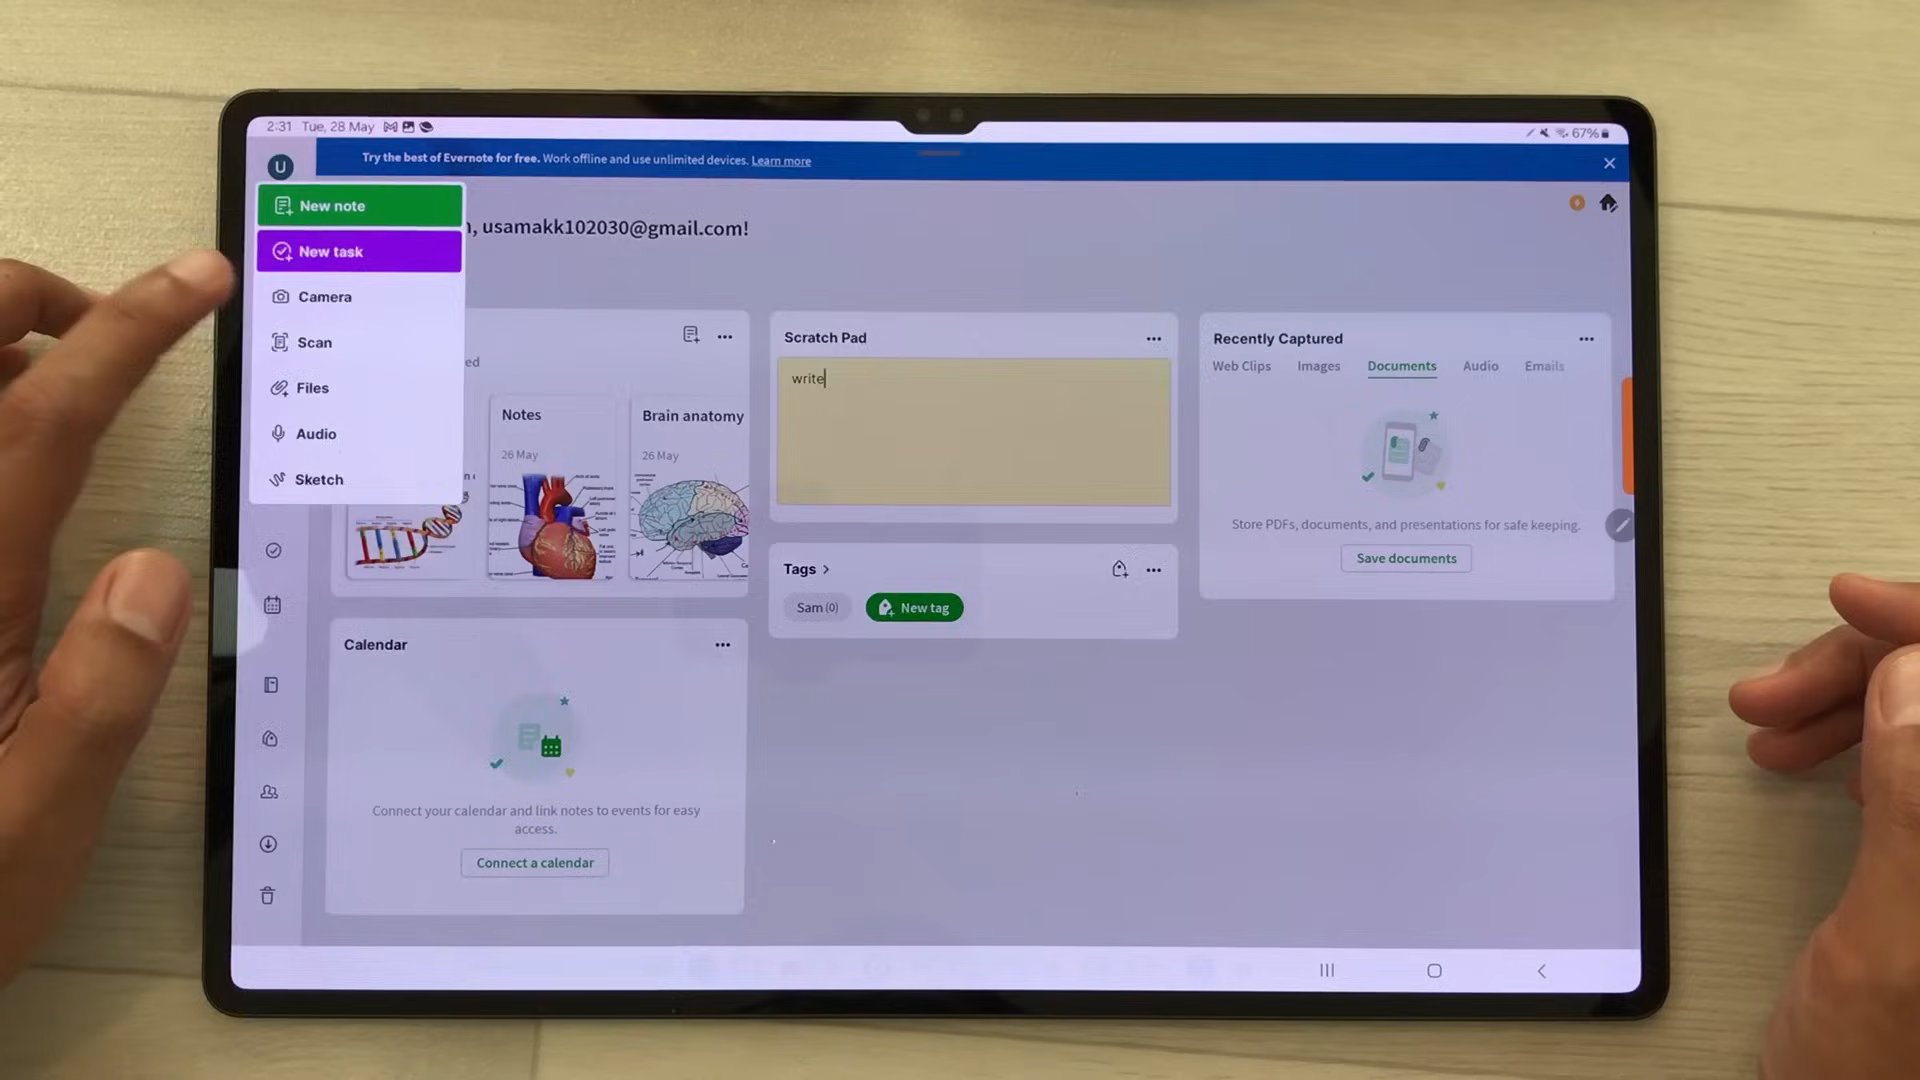 2:31 Tue, 28 May
67%
U
Try the best of Evernote for free. Work offline and use unlimited devices. Learn more
New note
New task
Camera
Scan
Files
Audio
Sketch
, usamakk102030@gmail.com!
ed
Notes
26 May
Brain anatomy
26 May
Calendar
Connect your calendar and link notes to events for easy
access.
Connect a calendar
Scratch Pad
write
Tags >
Sam (0)
New tag
Recently Captured
Web Clips Images Documents Audio Emails
Store PDFs, documents, and presentations for safe keeping.
Save documents